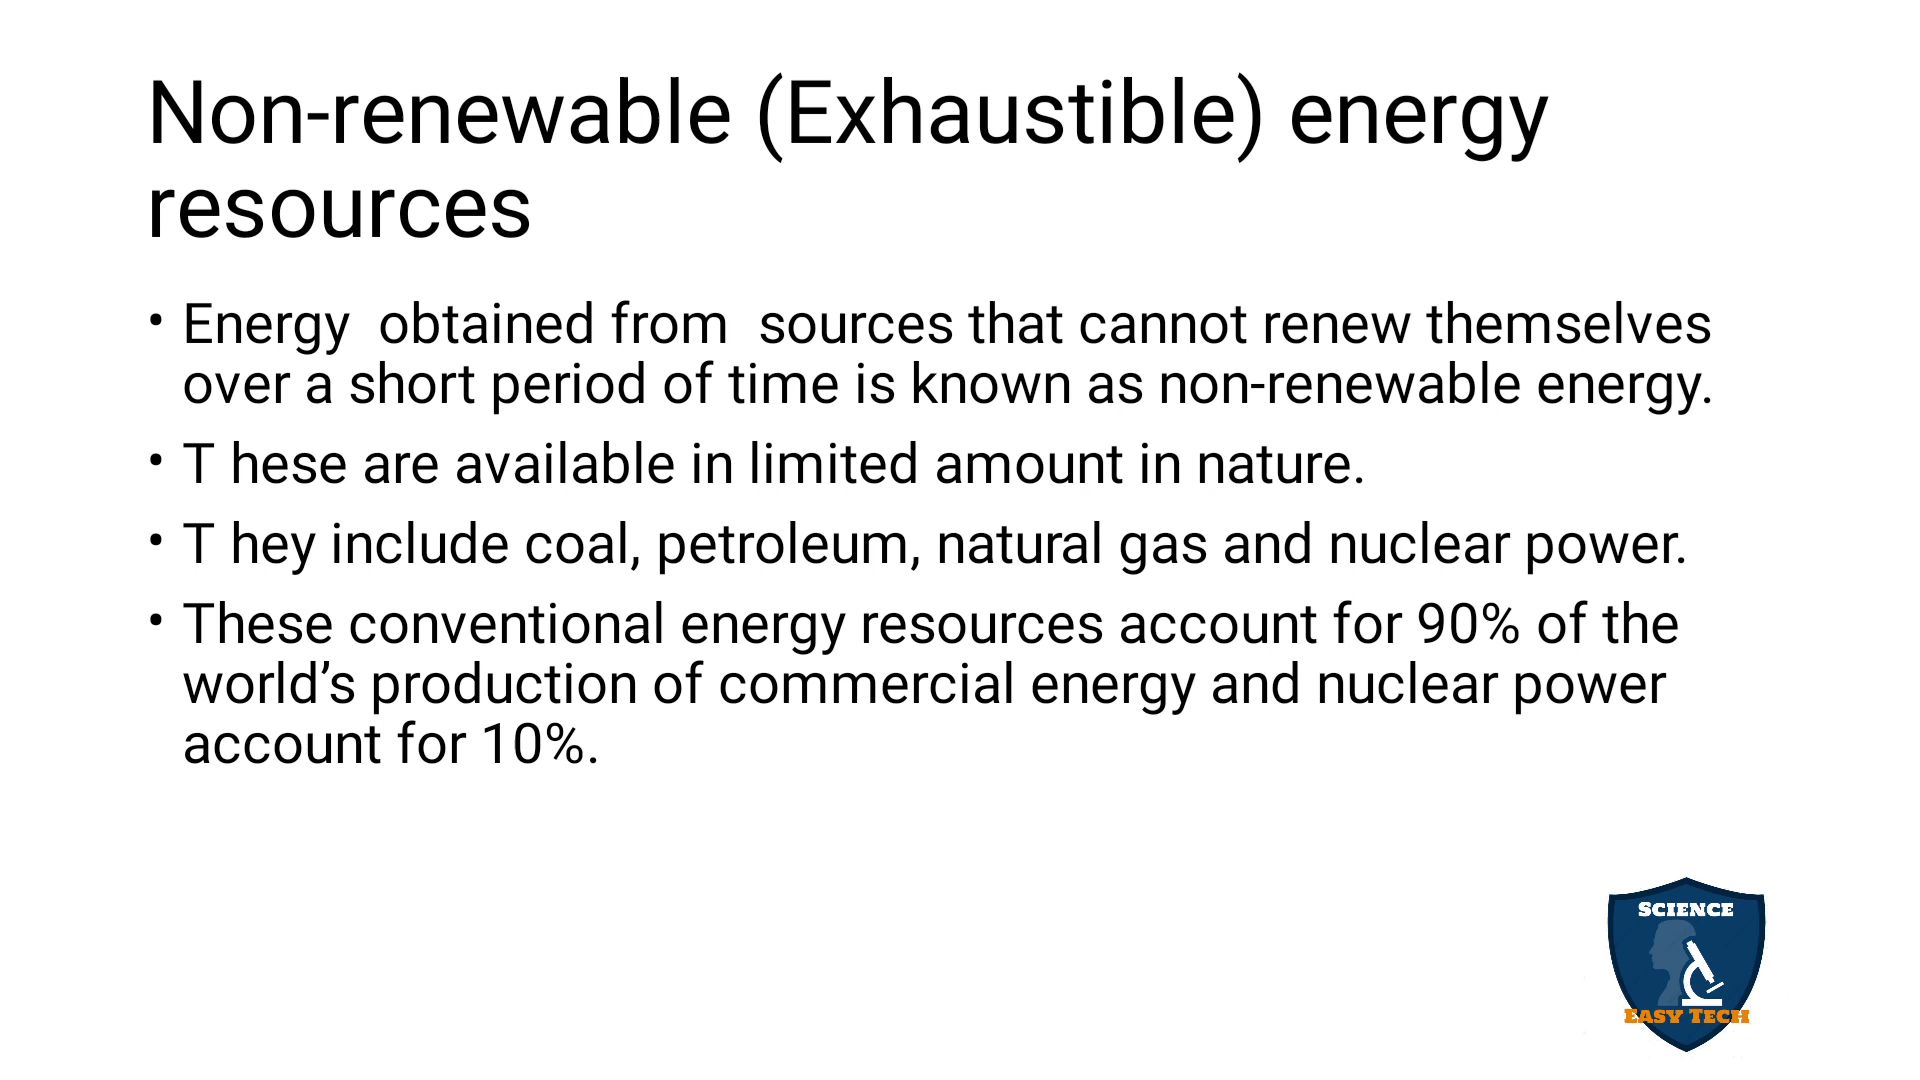 Non-renewable (Exhaustible) energy
resources
• Energy  obtained from  sources that cannot renew themselves
over a short period of time is known as non-renewable energy.
• T hese are available in limited amount in nature.
• T hey include coal, petroleum, natural gas and nuclear power.
• These conventional energy resources account for 90% of the
world’s production of commercial energy and nuclear power
account for 10%.
SCIENCE
EASY TECH